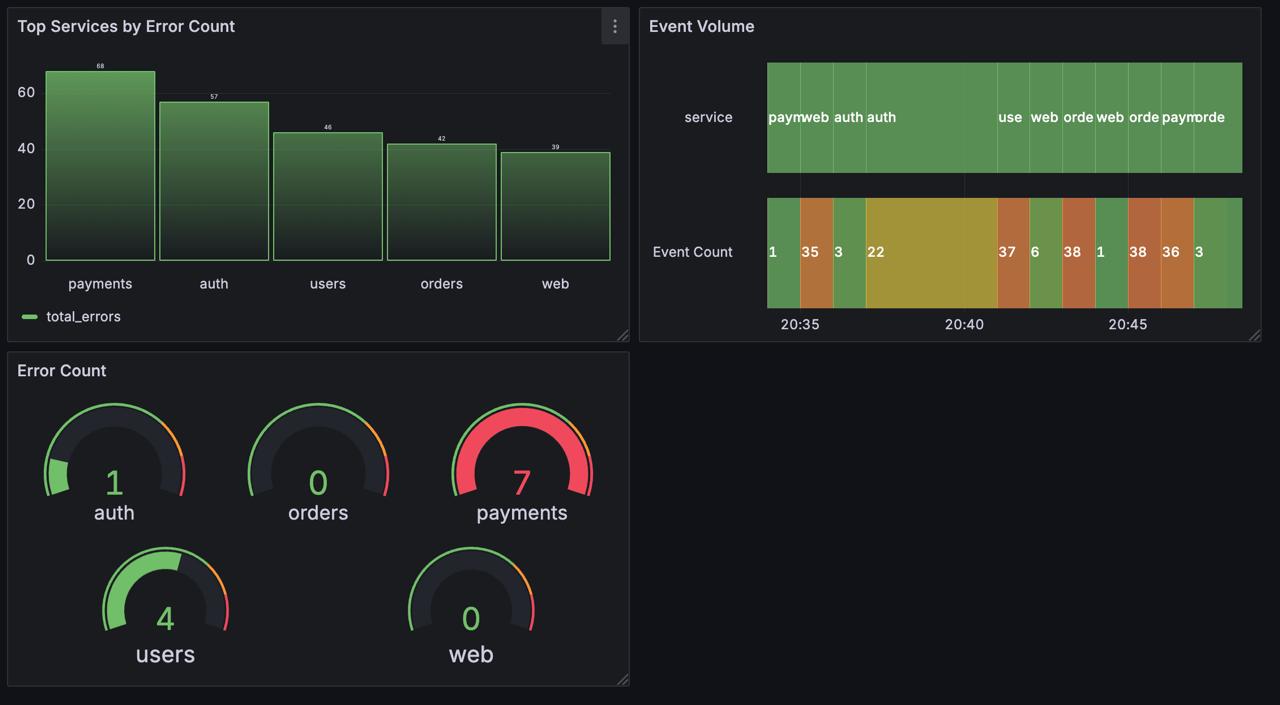 Top Services by Error Count
68
57
46
42
39
60
40
20
0
payments auth users orders web
total_errors
Event Volume
service
paym web auth auth use web orde web orde paym orde
Event Count
1 35 3 22 37 6 38 1 38 36 3
20:35 20:40 20:45
Error Count
1 0 7
auth orders payments
4 0
users web